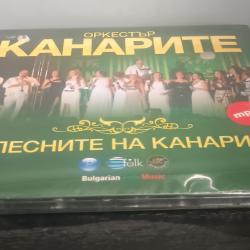 ОРКЕСТЪР
КАНАРИТЕ
mp
ПЕСНИТЕ НА КАНАРИ
folk
Bulgarian Music